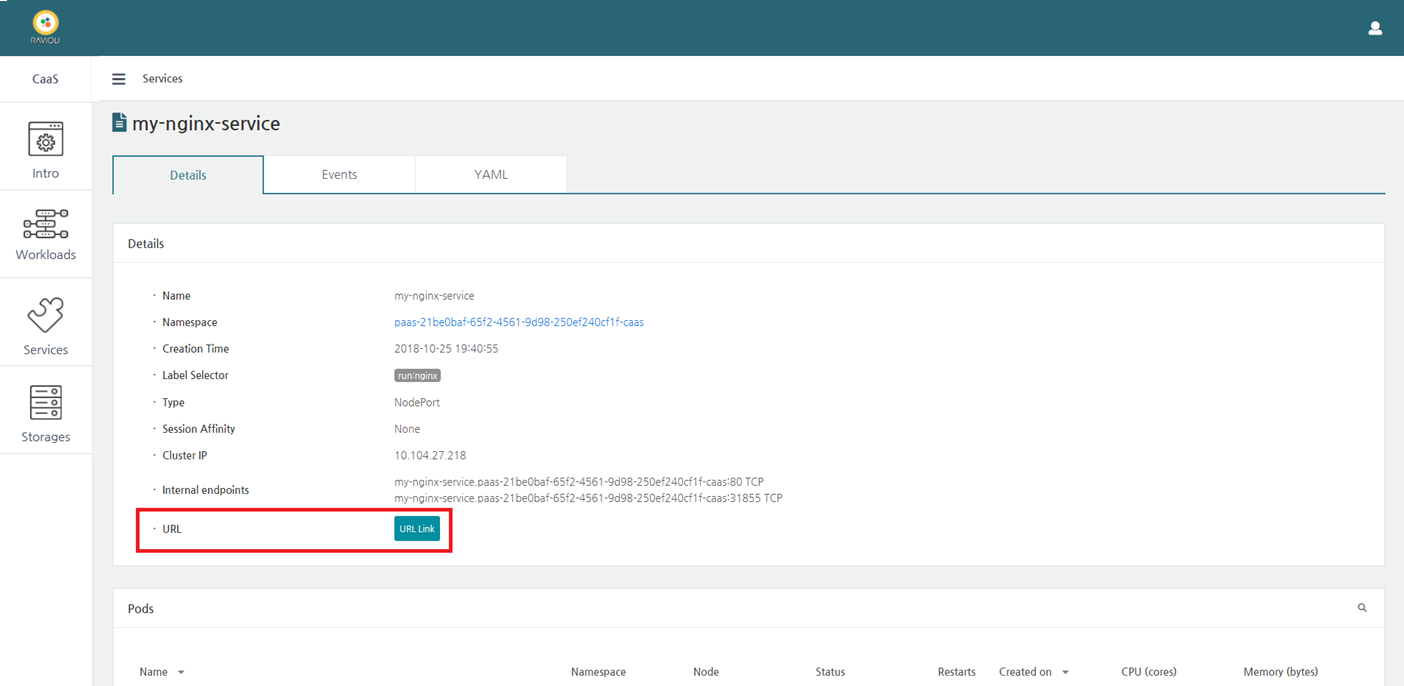 RAVIOLI
CaaS
Services
Intro
Workloads
Services
Storages
my-nginx-service
Details Events YAML
Details
· Name my-nginx-service
· Namespace paas-21be0baf-65f2-4561-9d98-250ef240cf1f-caas
· Creation Time 2018-10-25 19:40:55
· Label Selector run:nginx
· Type NodePort
· Session Affinity None
· Cluster IP 10.104.27.218
· Internal endpoints my-nginx-service.paas-21be0baf-65f2-4561-9d98-250ef240cf1f-caas:80 TCP
my-nginx-service.paas-21be0baf-65f2-4561-9d98-250ef240cf1f-caas:31855 TCP
· URL URL Link
Pods
Name Namespace Node Status Restarts Created on CPU (cores) Memory (bytes)